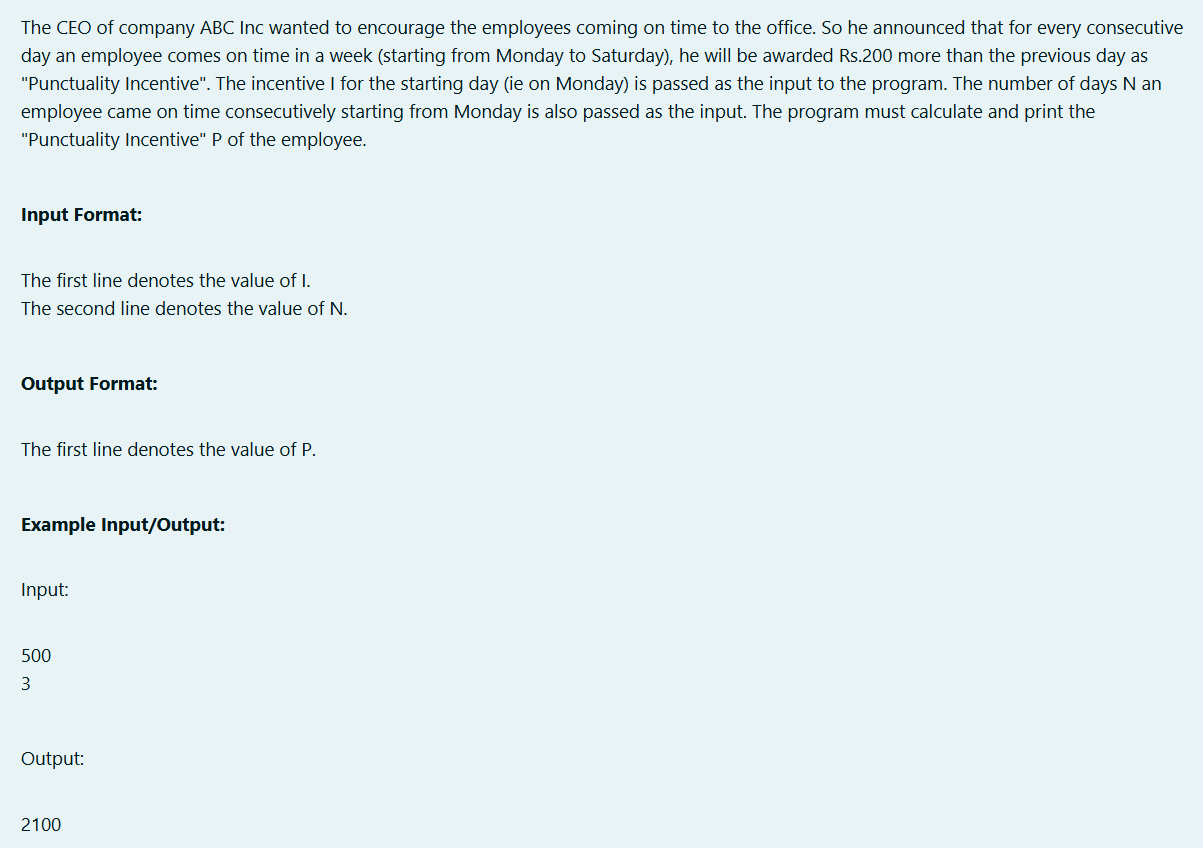 The CEO of company ABC Inc wanted to encourage the employees coming on time to the office. So he announced that for every consecutive
day an employee comes on time in a week (starting from Monday to Saturday), he will be awarded Rs.200 more than the previous day as
"Punctuality Incentive". The incentive I for the starting day (ie on Monday) is passed as the input to the program. The number of days N an
employee came on time consecutively starting from Monday is also passed as the input. The program must calculate and print the
"Punctuality Incentive" P of the employee.
Input Format:
The first line denotes the value of I.
The second line denotes the value of N.
Output Format:
The first line denotes the value of P.
Example Input/Output:
Input:
500
3
Output:
2100